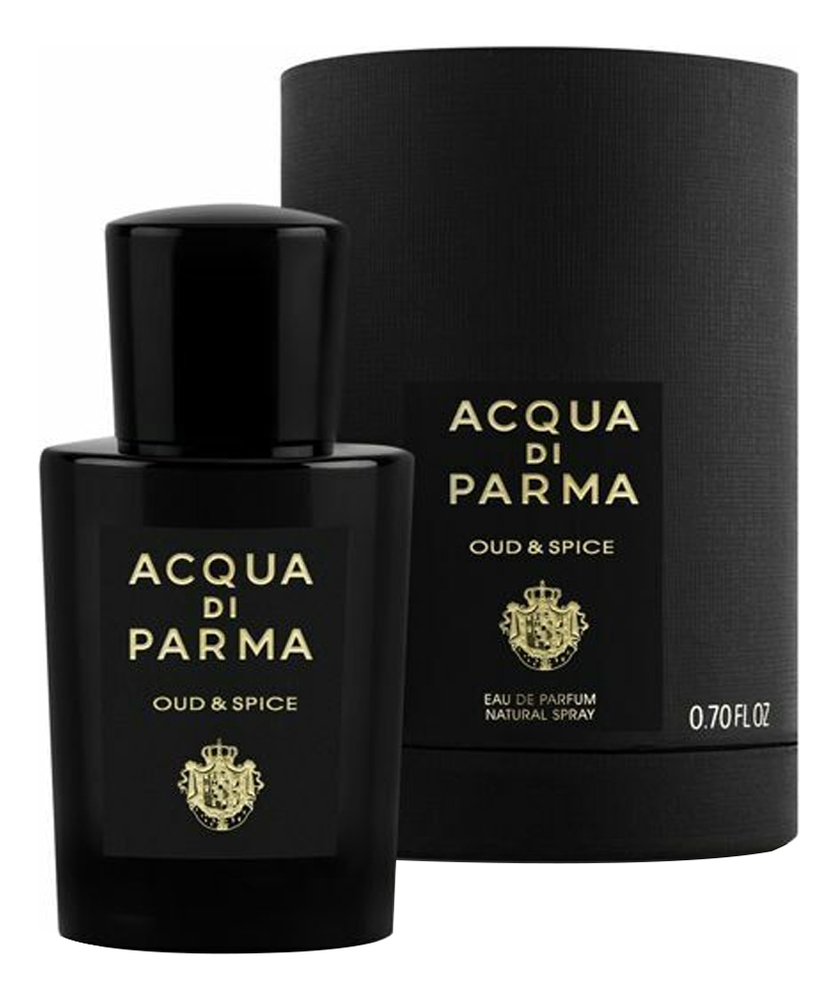 ACQUA
DI
PARMA
OUD & SPICE
ACQUA
DI
PARMA
OUD & SPICE
EAU DE PARFUM
NATURAL SPRAY
0.70 FL OZ